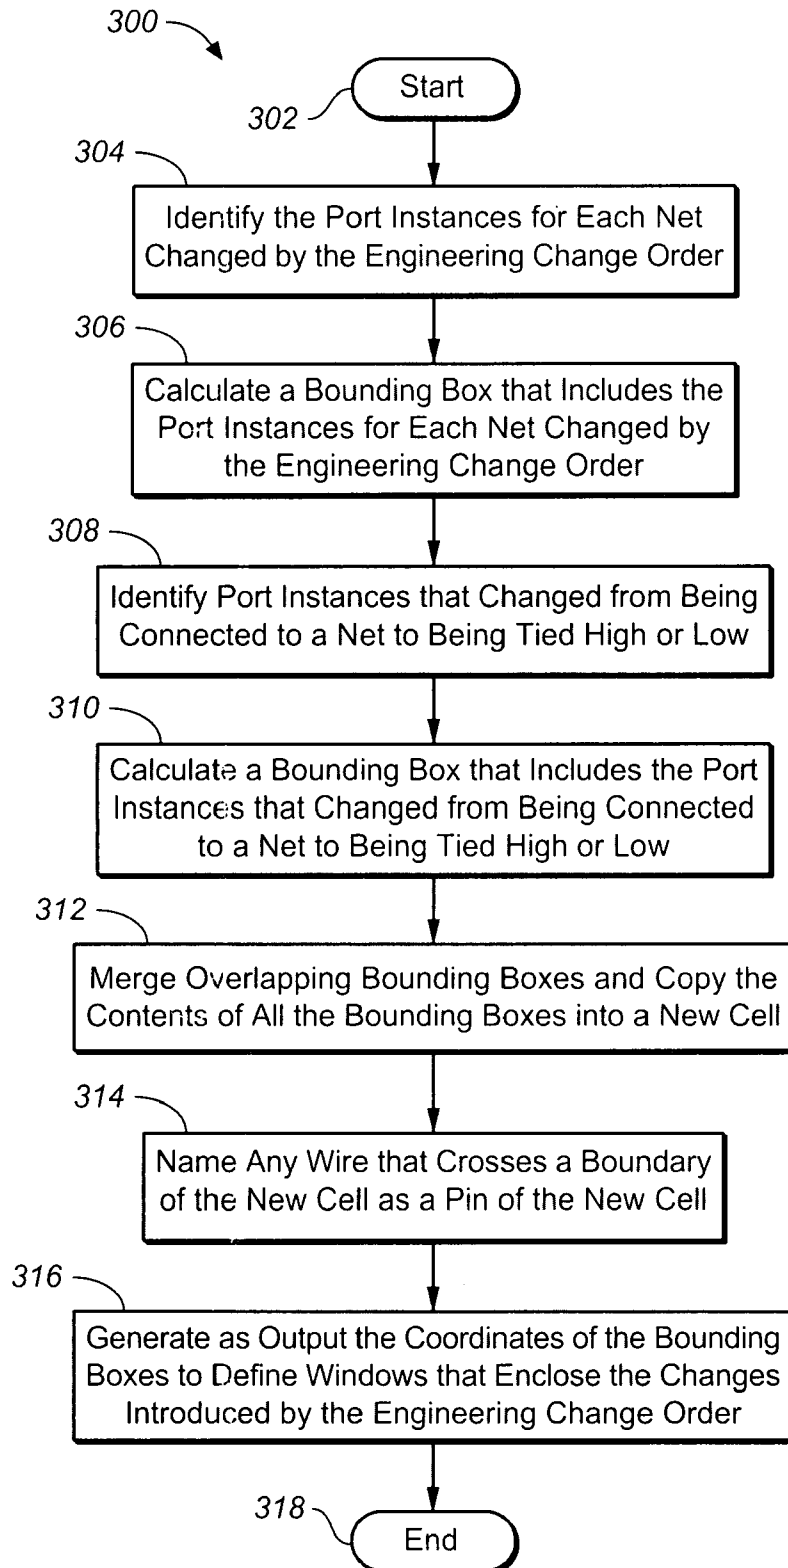 300
Start
302
304
Identify the Port Instances for Each Net
Changed by the Engineering Change Order
306
Calculate a Bounding Box that Includes the
Port Instances for Each Net Changed by
the Engineering Change Order
308
Identify Port Instances that Changed from Being
Connected to a Net to Being Tied High or Low
310
Calculate a Bounding Box that Includes the Port
Instances that Changed from Being Connected
to a Net to Being Tied High or Low
312
Merge Overlapping Bounding Boxes and Copy the
Contents of All the Bounding Boxes into a New Cell
314
Name Any Wire that Crosses a Boundary
of the New Cell as a Pin of the New Cell
316
Generate as Output the Coordinates of the Bounding
Boxes to Define Windows that Enclose the Changes
Introduced by the Engineering Change Order
318
End